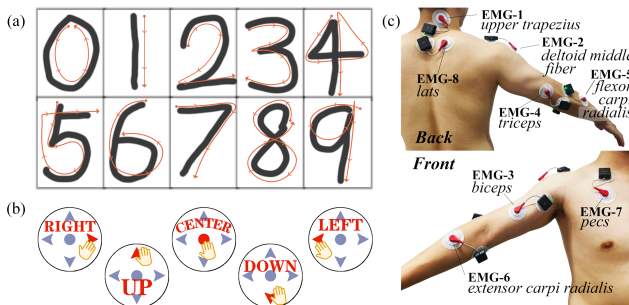 (a)
0 1 2 3 4
5 6 7 8 9
(b)
RIGHT
UP
CENTER
DOWN
LEFT
(c)
EMG-1
upper trapezius
EMG-2
deltoid middle
fiber
EMG-8
lats
EMG-5
flexor
carpi
radialis
EMG-4
triceps
Back
Front
EMG-3
biceps
EMG-7
pecs
EMG-6
extensor carpi radialis